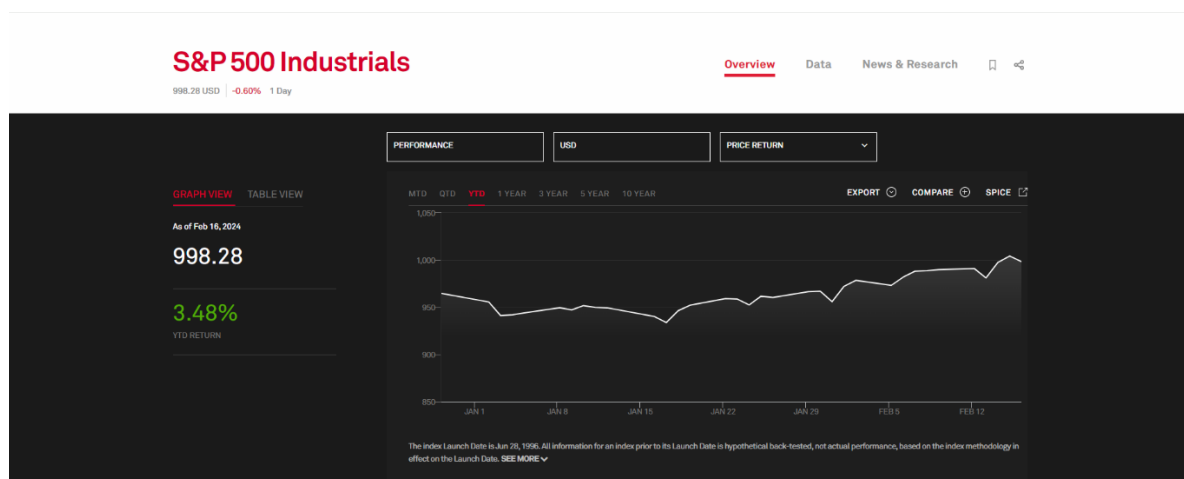 S&P 500 Industrials
Overview Data News & Research
998.28 USD -0.60% 1 Day
PERFORMANCE USD PRICE RETURN
GRAPH VIEW TABLE VIEW
MTD QTD YTD 1 YEAR 3 YEAR 5 YEAR 10 YEAR EXPORT COMPARE SPICE
As of Feb 16, 2024
998.28
3.48%
YTD RETURN
1,050
1,000
950
900
850
JAN 1 JAN 8 JAN 15 JAN 22 JAN 29 FEB 5 FEB 12
The index Launch Date is Jun 28, 1996. All information for an index prior to its Launch Date is hypothetical back-tested, not actual performance, based on the index methodology in
effect on the Launch Date. SEE MORE